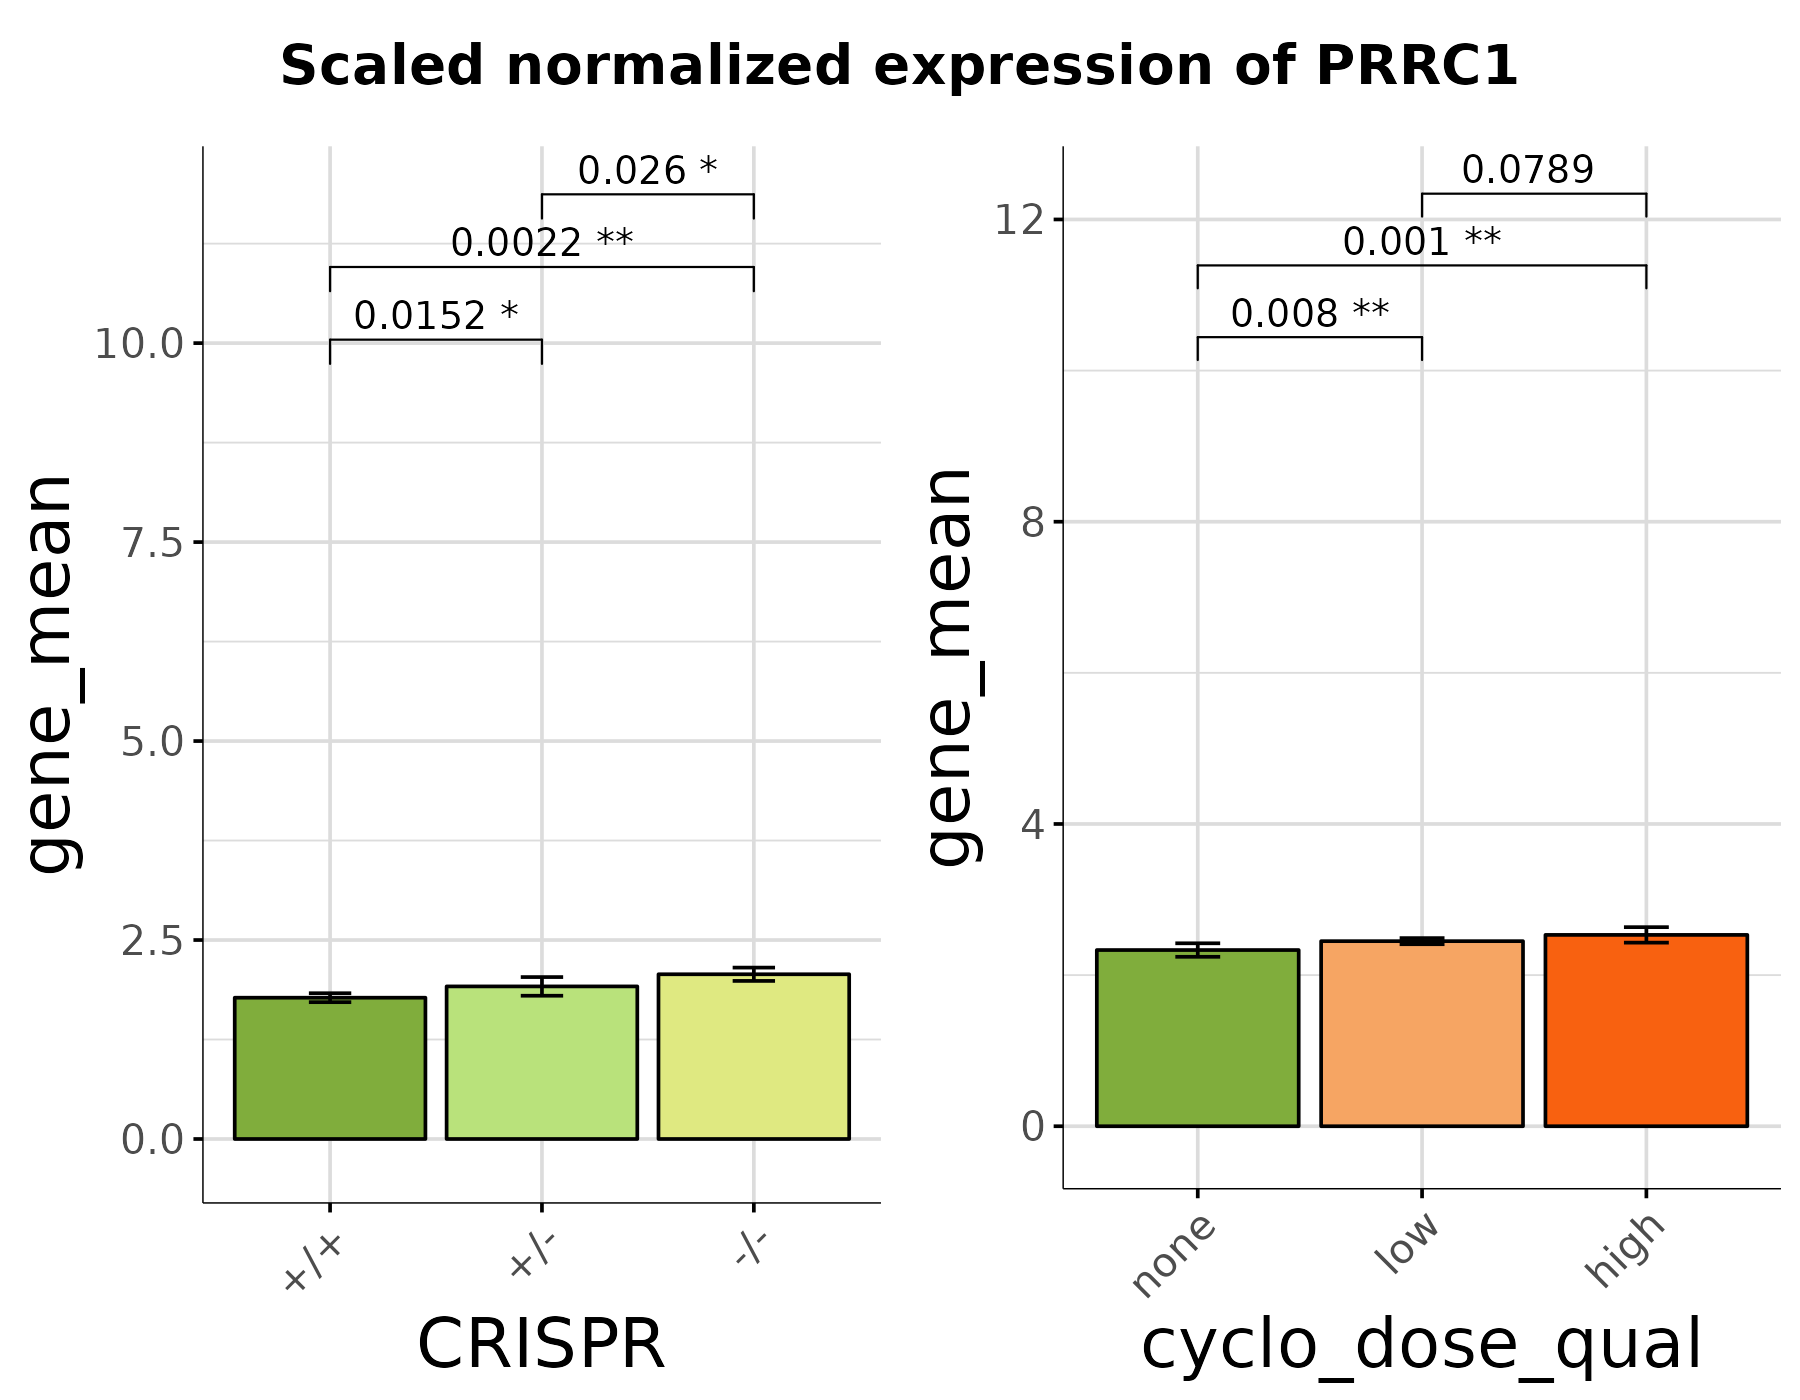 Scaled normalized expression of PRRC1
gene_mean
10.0
7.5
5.0
2.5
0.0
0.026 *
0.0022 **
0.0152 *
+/+
+/-
-/-
CRISPR
gene_mean
12
8
4
0
0.0789
0.001 **
0.008 **
none
low
high
cyclo_dose_qual